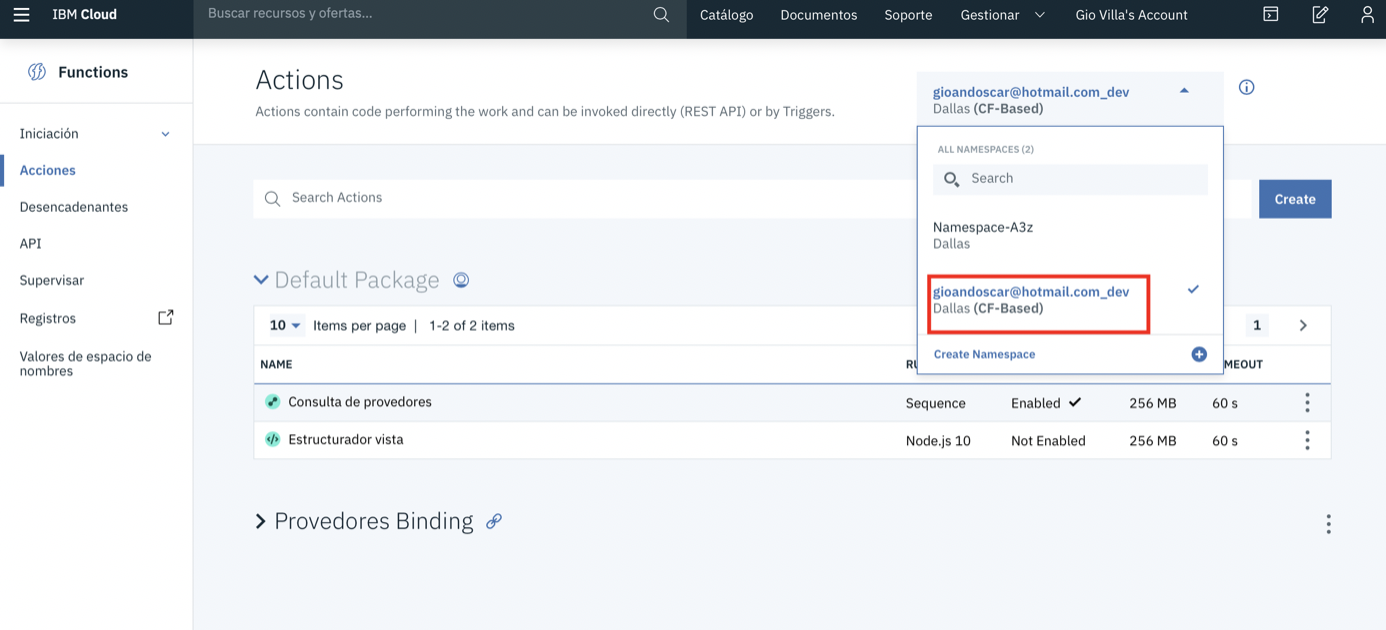 IBM Cloud
Buscar recursos y ofertas...
Catálogo
Documentos
Soporte
Gestionar
Gio Villa's Account
Functions
Iniciación
Acciones
Desencadenantes
API
Supervisar
Registros
Valores de espacio de
nombres
Actions
Actions contain code performing the work and can be invoked directly (REST API) or by Triggers.
gioandoscar@hotmail.com_dev
Dallas (CF-Based)
ALL NAMESPACES (2)
Search
Namespace-A3z
Dallas
gioandoscar@hotmail.com_dev
Dallas (CF-Based)
Create Namespace
Search Actions
Create
Default Package
10 Items per page | 1-2 of 2 items
1
NAME
Consulta de provedores Sequence Enabled 256 MB 60 s
Estructurador vista Node.js 10 Not Enabled 256 MB 60 s
Provedores Binding